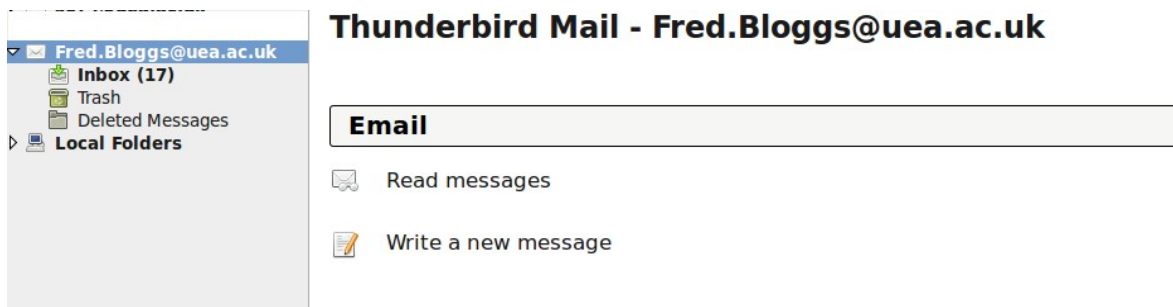 Fred.Bloggs@uea.ac.uk
Inbox (17)
Trash
Deleted Messages
Local Folders
Thunderbird Mail - Fred.Bloggs@uea.ac.uk
Email
Read messages
Write a new message